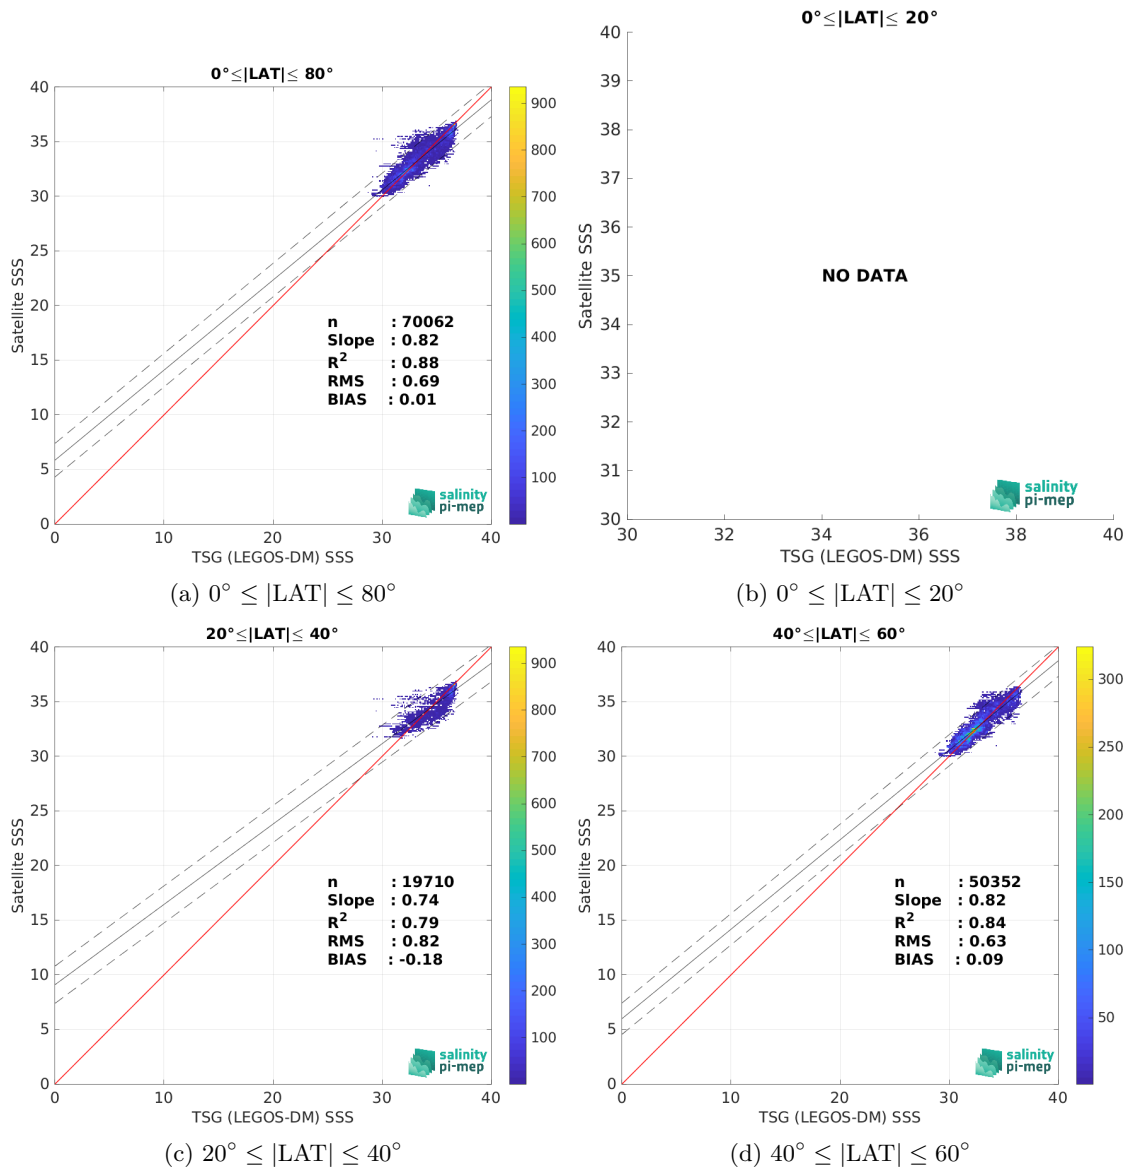 0°≤|LAT|≤ 80°
40
35
30
25
20
15
10
5
0
0
10
20
30
40
Satellite SSS
TSG (LEGOS-DM) SSS
n : 70062
Slope : 0.82
R2 : 0.88
RMS : 0.69
BIAS : 0.01
salinity
pi-mep
900
800
700
600
500
400
300
200
100
(a) 0° ≤ |LAT| ≤ 80°
0°≤|LAT|≤ 20°
40
39
38
37
36
35
34
33
32
31
30
30
32
34
36
38
40
Satellite SSS
TSG (LEGOS-DM) SSS
NO DATA
salinity
pi-mep
(b) 0° ≤ |LAT| ≤ 20°
20°≤|LAT|≤ 40°
40
35
30
25
20
15
10
5
0
0
10
20
30
40
Satellite SSS
TSG (LEGOS-DM) SSS
n : 19710
Slope : 0.74
R2 : 0.79
RMS : 0.82
BIAS : -0.18
salinity
pi-mep
900
800
700
600
500
400
300
200
100
(c) 20° ≤ |LAT| ≤ 40°
40°≤|LAT|≤ 60°
40
35
30
25
20
15
10
5
0
0
10
20
30
40
Satellite SSS
TSG (LEGOS-DM) SSS
n : 50352
Slope : 0.82
R2 : 0.84
RMS : 0.63
BIAS : 0.09
salinity
pi-mep
300
250
200
150
100
50
(d) 40° ≤ |LAT| ≤ 60°